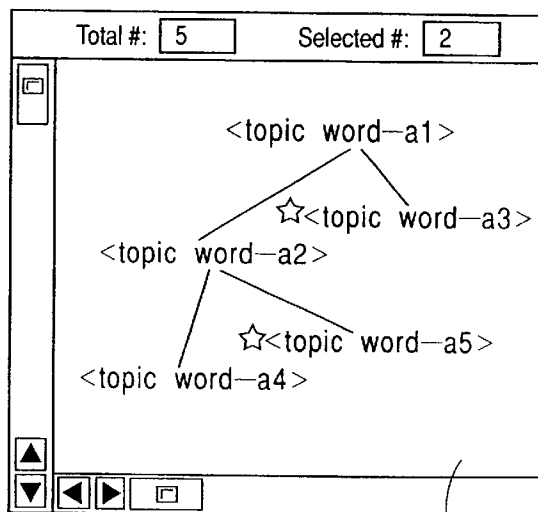 Total #: 5 Selected #: 2
<topic word—a1>
☆<topic word—a3>
<topic word—a2>
☆<topic word—a5>
<topic word—a4>